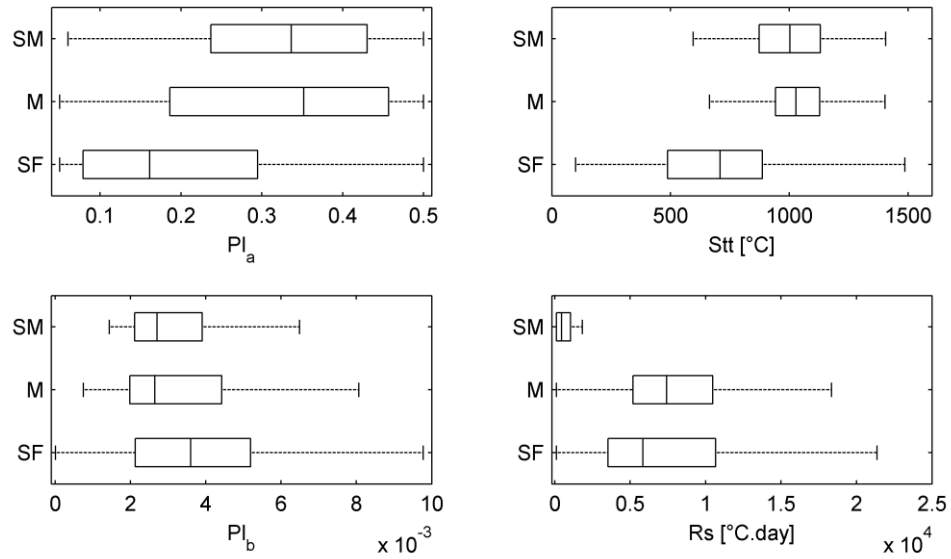 SM
M
SF
0.1 0.2 0.3 0.4 0.5
Pl_a
SM
M
SF
0 500 1000 1500
Stt [°C]
SM
M
SF
0 2 4 6 8 10
Pl_b
x 10^-3
SM
M
SF
0 0.5 1 1.5 2 2.5
Rs [°C.day]
x 10^4